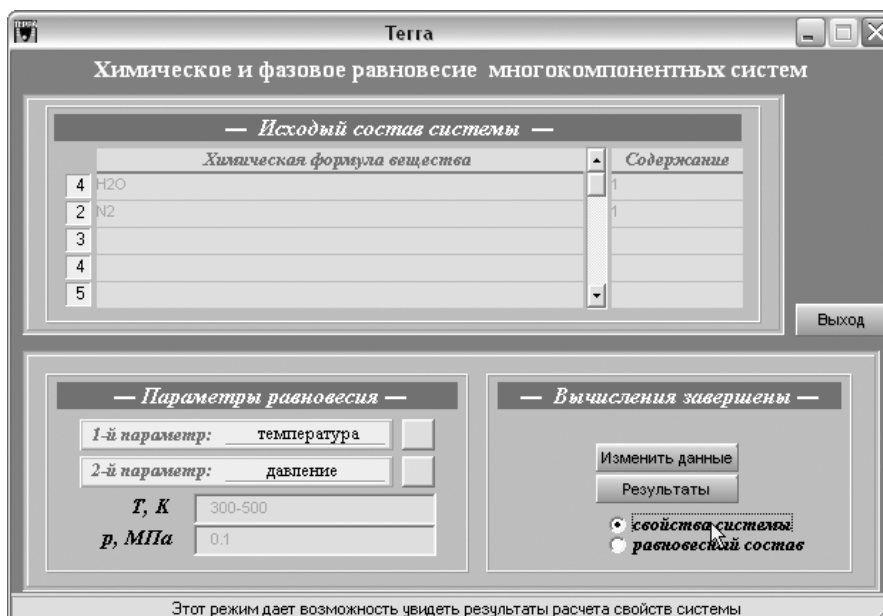 Terra
Химическое и фазовое равновесие многокомпонентных систем
— Исходый состав системы —
Химическая формула вещества Содержание
4 H2O 1
2 N2 1
3
4
5
Выход
— Параметры равновесия —
1-й параметр: температура
2-й параметр: давление
T, K 300-500
p, МПа 0.1
— Вычисления завершены —
Изменить данные
Результаты
свойства системы
равновесный состав
Этот режим дает возможность увидеть результаты расчета свойств системы